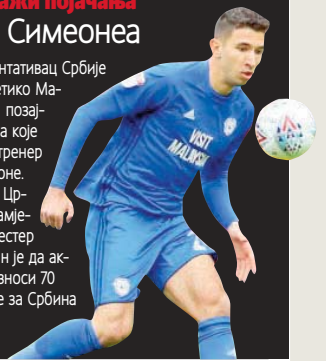 ажи појачања
Симеонеа
нтативац Србије
етико Ма-
позај-
а које
тренер
оне.
Цр-
амје-
естер
н је да ак-
зноси 70
е за Србина
VISIT
MALAYSIA